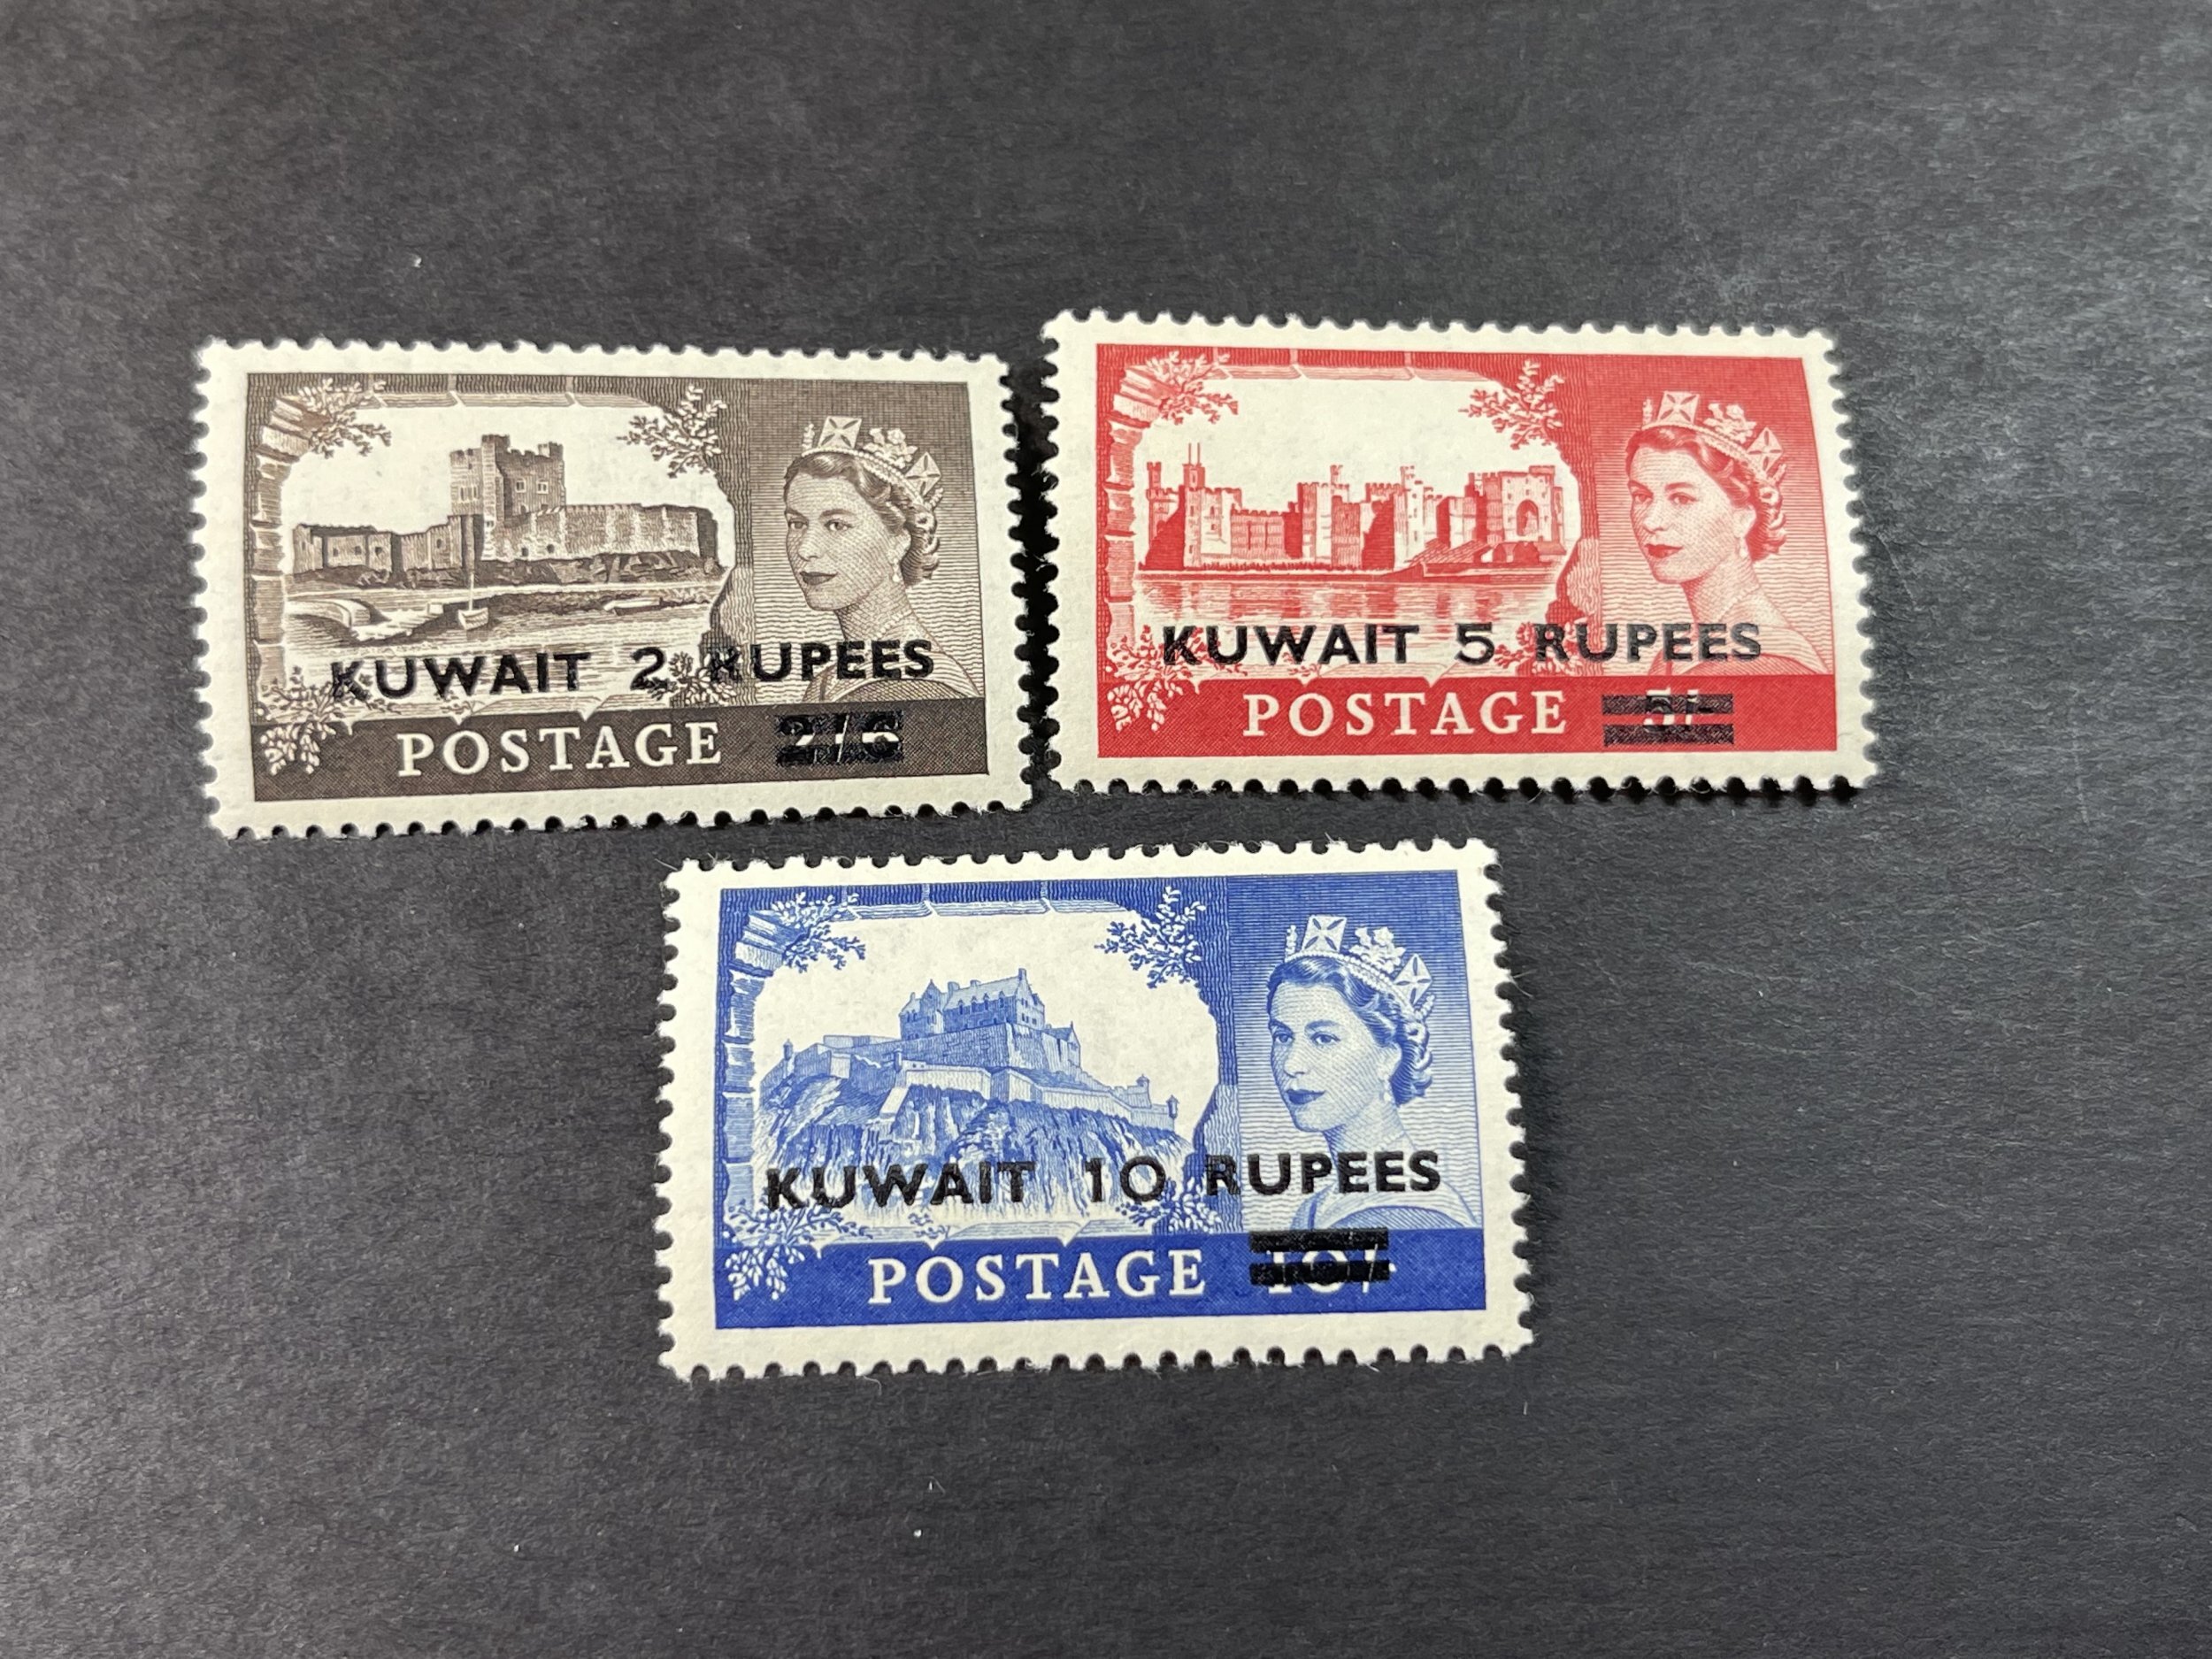 KUWAIT 2 RUPEES
POSTAGE 2/6
KUWAIT 5 RUPEES
POSTAGE 5/-
KUWAIT 10 RUPEES
POSTAGE 10/-